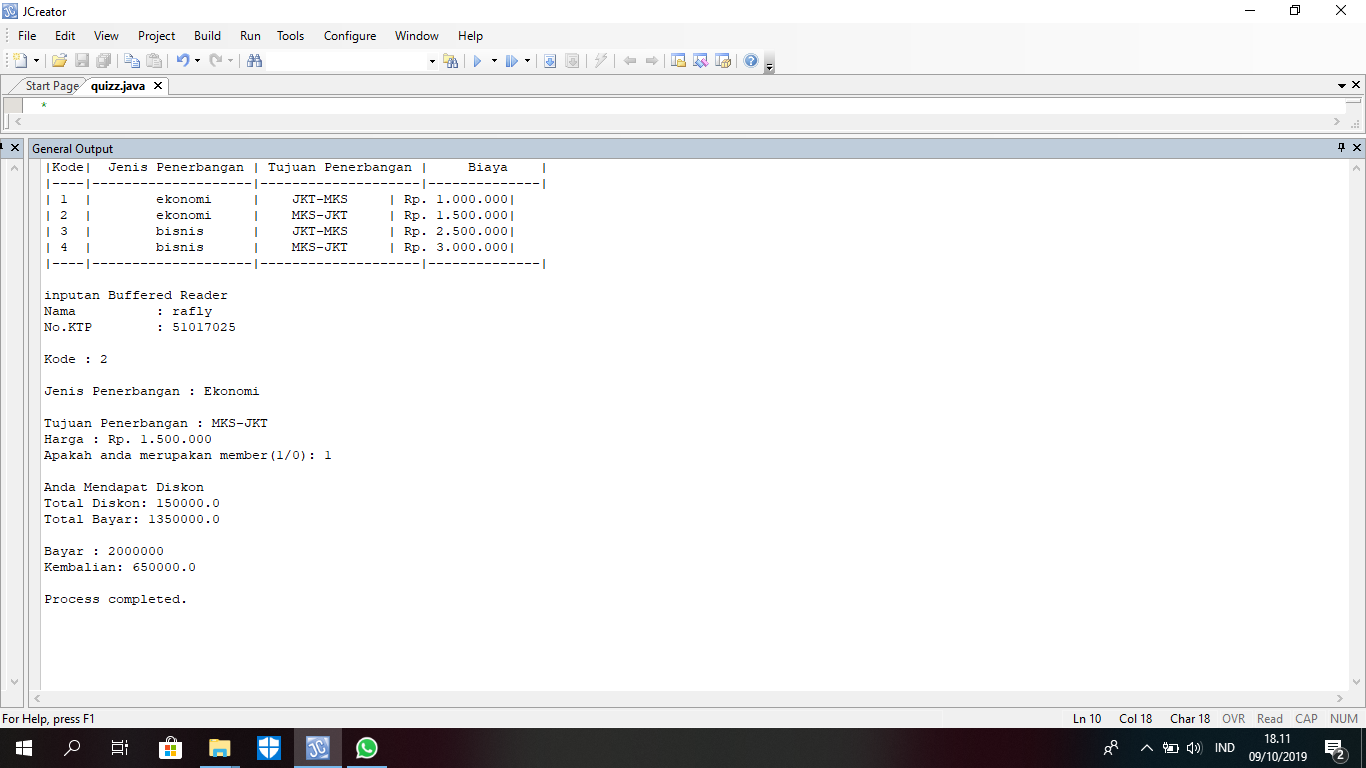 JCreator
File Edit View Project Build Run Tools Configure Window Help
Start Page quizz.java
*
General Output
|Kode|  Jenis Penerbangan | Tujuan Penerbangan |     Biaya    |
|----|--------------------|--------------------|--------------|
| 1  |        ekonomi     |    JKT-MKS     | Rp. 1.000.000|
| 2  |        ekonomi     |    MKS-JKT     | Rp. 1.500.000|
| 3  |        bisnis      |    JKT-MKS     | Rp. 2.500.000|
| 4  |        bisnis      |    MKS-JKT     | Rp. 3.000.000|
|----|--------------------|--------------------|--------------|
inputan Buffered Reader
Nama          : rafly
No.KTP        : 51017025
Kode : 2
Jenis Penerbangan : Ekonomi
Tujuan Penerbangan : MKS-JKT
Harga : Rp. 1.500.000
Apakah anda merupakan member(1/0): 1
Anda Mendapat Diskon
Total Diskon: 150000.0
Total Bayar: 1350000.0
Bayar : 2000000
Kembalian: 650000.0
Process completed.
For Help, press F1
Ln 10 Col 18 Char 18 OVR Read CAP NUM
IND
18.11
09/10/2019
2